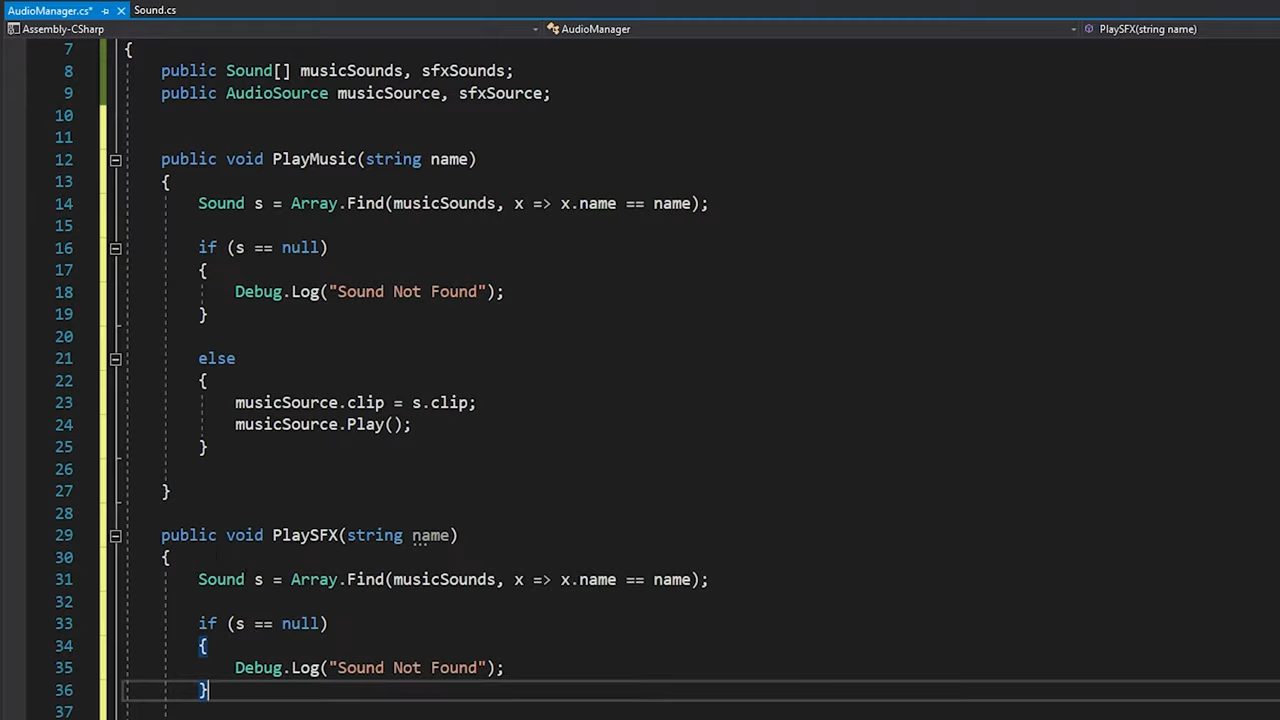 AudioManager.cs* Sound.cs
Assembly-CSharp AudioManager PlaySFX(string name)
7 {
8 public Sound[] musicSounds, sfxSounds;
9 public AudioSource musicSource, sfxSource;
10
11
12 public void PlayMusic(string name)
13 {
14 Sound s = Array.Find(musicSounds, x => x.name == name);
15
16 if (s == null)
17 {
18 Debug.Log("Sound Not Found");
19 }
20
21 else
22 {
23 musicSource.clip = s.clip;
24 musicSource.Play();
25 }
26
27 }
28
29 public void PlaySFX(string name)
30 {
31 Sound s = Array.Find(musicSounds, x => x.name == name);
32
33 if (s == null)
34 {
35 Debug.Log("Sound Not Found");
36 }
37